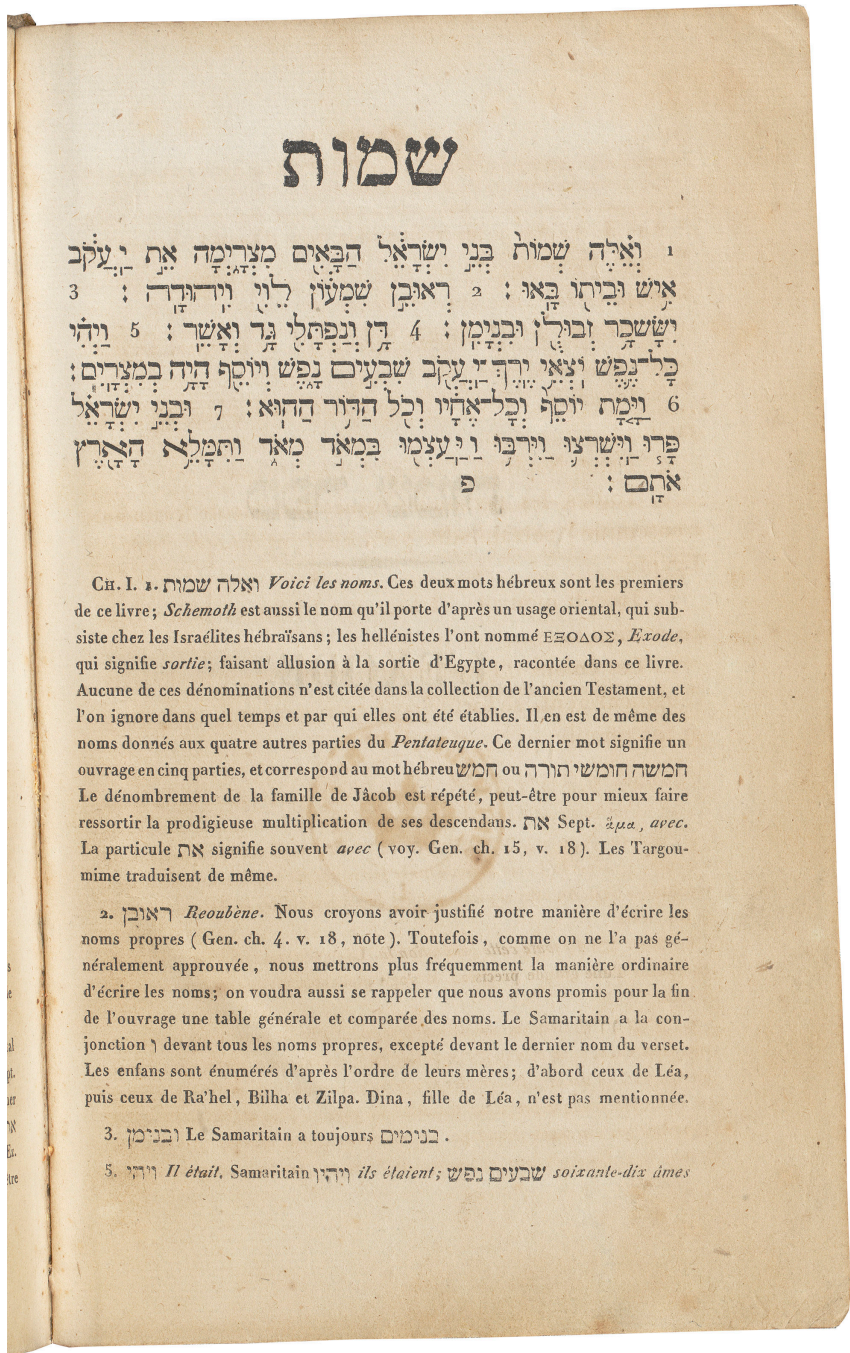 שמות
1 וְאֵלֶּה שְׁמוֹת בְּנֵי יִשְׂרָאֵל הַבָּאִים מִצְרָיְמָה אֵת יַעֲקֹב
אִישׁ וּבֵיתוֹ בָּאוּ׃ 2 רְאוּבֵן שִׁמְעוֹן לֵוִי וִיהוּדָה׃ 3
יִשָּׂשכָר זְבוּלֻן וּבִנְיָמִן׃ 4 דָּן וְנַפְתָּלִי גָּד וְאָשֵׁר׃ 5 וַיְהִי
כָּל־נֶפֶשׁ יֹצְאֵי יֶרֶךְ־יַעֲקֹב שִׁבְעִים נָפֶשׁ וְיוֹסֵף הָיָה בְמִצְרָיִם׃
6 וַיָּמָת יוֹסֵף וְכָל־אֶחָיו וְכֹל הַדּוֹר הַהוּא׃ 7 וּבְנֵי יִשְׂרָאֵל
פָּרוּ וַיִּשְׁרְצוּ וַיִּרְבּוּ וַיַּעַצְמוּ בִּמְאֹד מְאֹד וַתִּמָּלֵא הָאָרֶץ
אֹתָם׃ פ
CH. I. 1. ואלה שמות Voici les noms. Ces deux mots hébreux sont les premiers
de ce livre; Schemoth est aussi le nom qu'il porte d'après un usage oriental, qui sub-
siste chez les Israélites hébraïsans; les hellénistes l'ont nommé ΕΞΟΔΟΣ, Exode,
qui signifie sortie; faisant allusion à la sortie d'Egypte, racontée dans ce livre.
Aucune de ces dénominations n'est citée dans la collection de l'ancien Testament, et
l'on ignore dans quel temps et par qui elles ont été établies. Il en est de même des
noms donnés aux quatre autres parties du Pentateuque. Ce dernier mot signifie un
ouvrage en cinq parties, et correspond au mot hébreu חמש ou חמשה חומשי תורה
Le dénombrement de la famille de Jâcob est répété, peut-être pour mieux faire
ressortir la prodigieuse multiplication de ses descendans. את Sept. ἅμα, avec.
La particule את signifie souvent avec (voy. Gen. ch. 15, v. 18). Les Targou-
mime traduisent de même.
2. ראובן Reoubène. Nous croyons avoir justifié notre manière d'écrire les
noms propres (Gen. ch. 4. v. 18, note). Toutefois, comme on ne l'a pas gé-
néralement approuvée, nous mettrons plus fréquemment la manière ordinaire
d'écrire les noms; on voudra aussi se rappeler que nous avons promis pour la fin
de l'ouvrage une table générale et comparée des noms. Le Samaritain a la con-
jonction ו devant tous les noms propres, excepté devant le dernier nom du verset.
Les enfans sont énumérés d'après l'ordre de leurs mères; d'abord ceux de Léa,
puis ceux de Ra'hel, Bilha et Zilpa. Dina, fille de Léa, n'est pas mentionnée.
3. ובנימן Le Samaritain a toujours בנימים.
5. ויהי Il était. Samaritain ויהיו ils étaient; שבעים נפש soixante-dix âmes